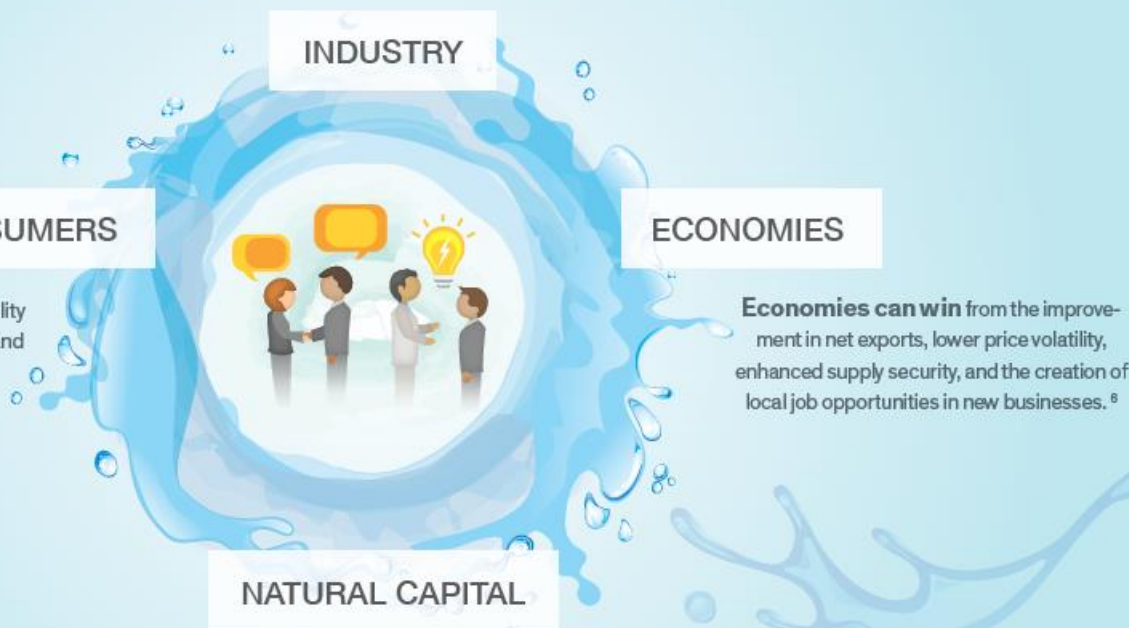 INDUSTRY
SUMERS
ECONOMIES
lity
nd
Economies can win from the improve-
ment in net exports, lower price volatility,
enhanced supply security, and the creation of
local job opportunities in new businesses. 6
NATURAL CAPITAL